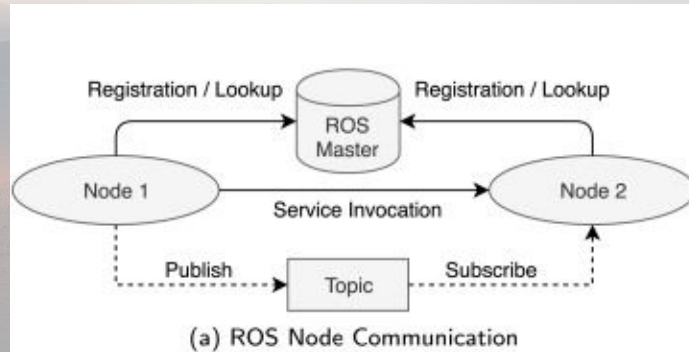 Registration / Lookup
Registration / Lookup
ROS
Master
Node 1
Node 2
Service Invocation
Publish
Topic
Subscribe
(a) ROS Node Communication